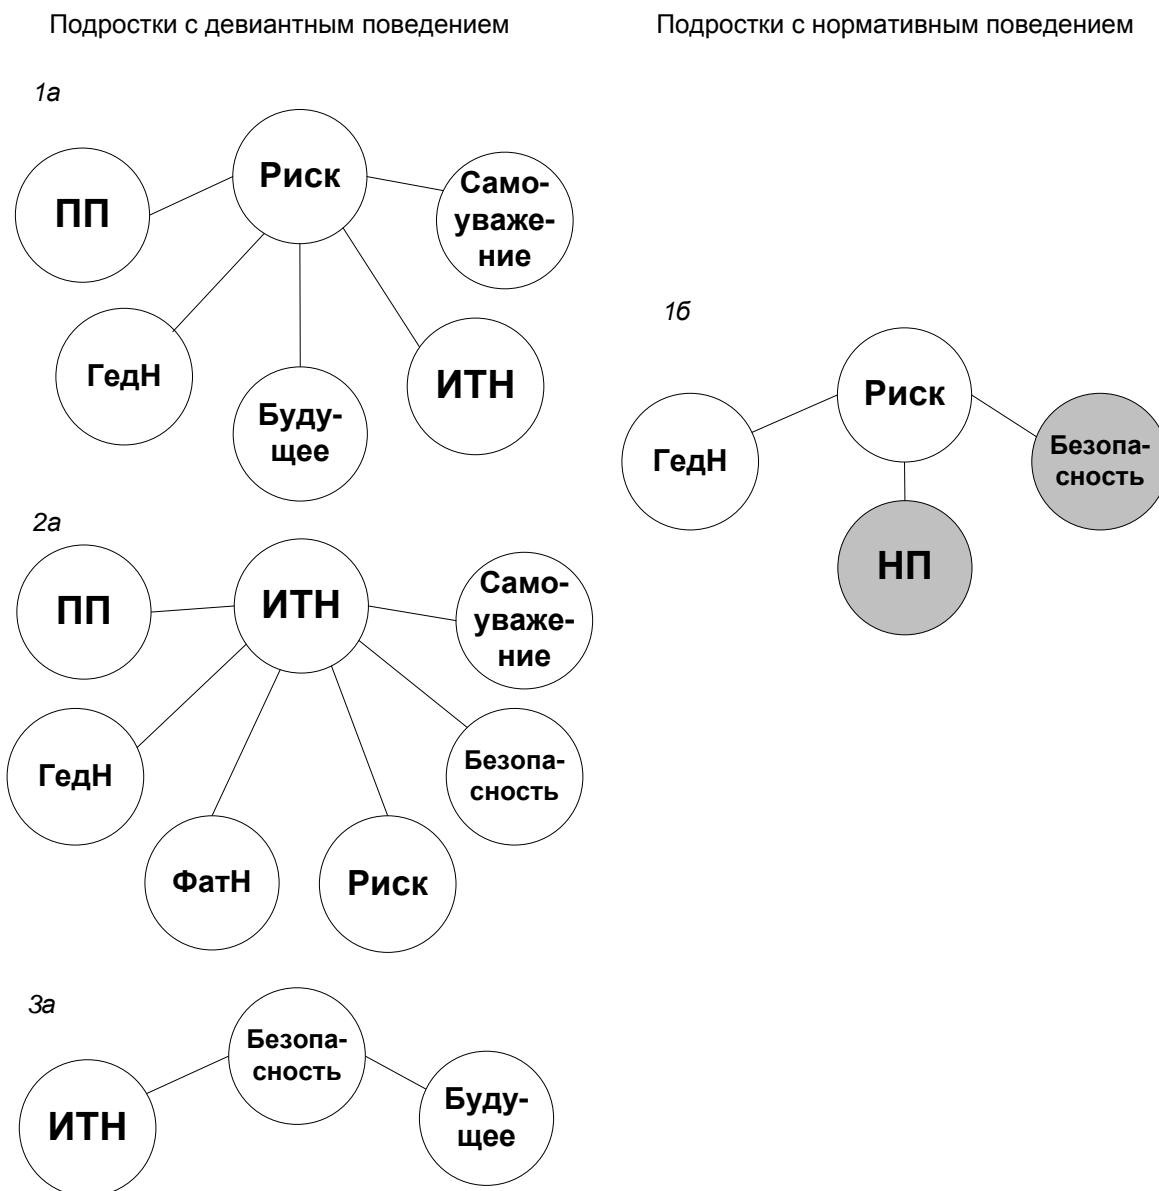 Подростки с девиантным поведением
Подростки с нормативным поведением
1а
Риск
ПП
Само-
уваже-
ние
ГедН
Буду-
щее
ИТН
1б
Риск
ГедН
Безопа-
сность
НП
2а
ПП
ИТН
Само-
уваже-
ние
ГедН
Безопа-
сность
ФатН
Риск
3а
Безопа-
сность
ИТН
Буду-
щее